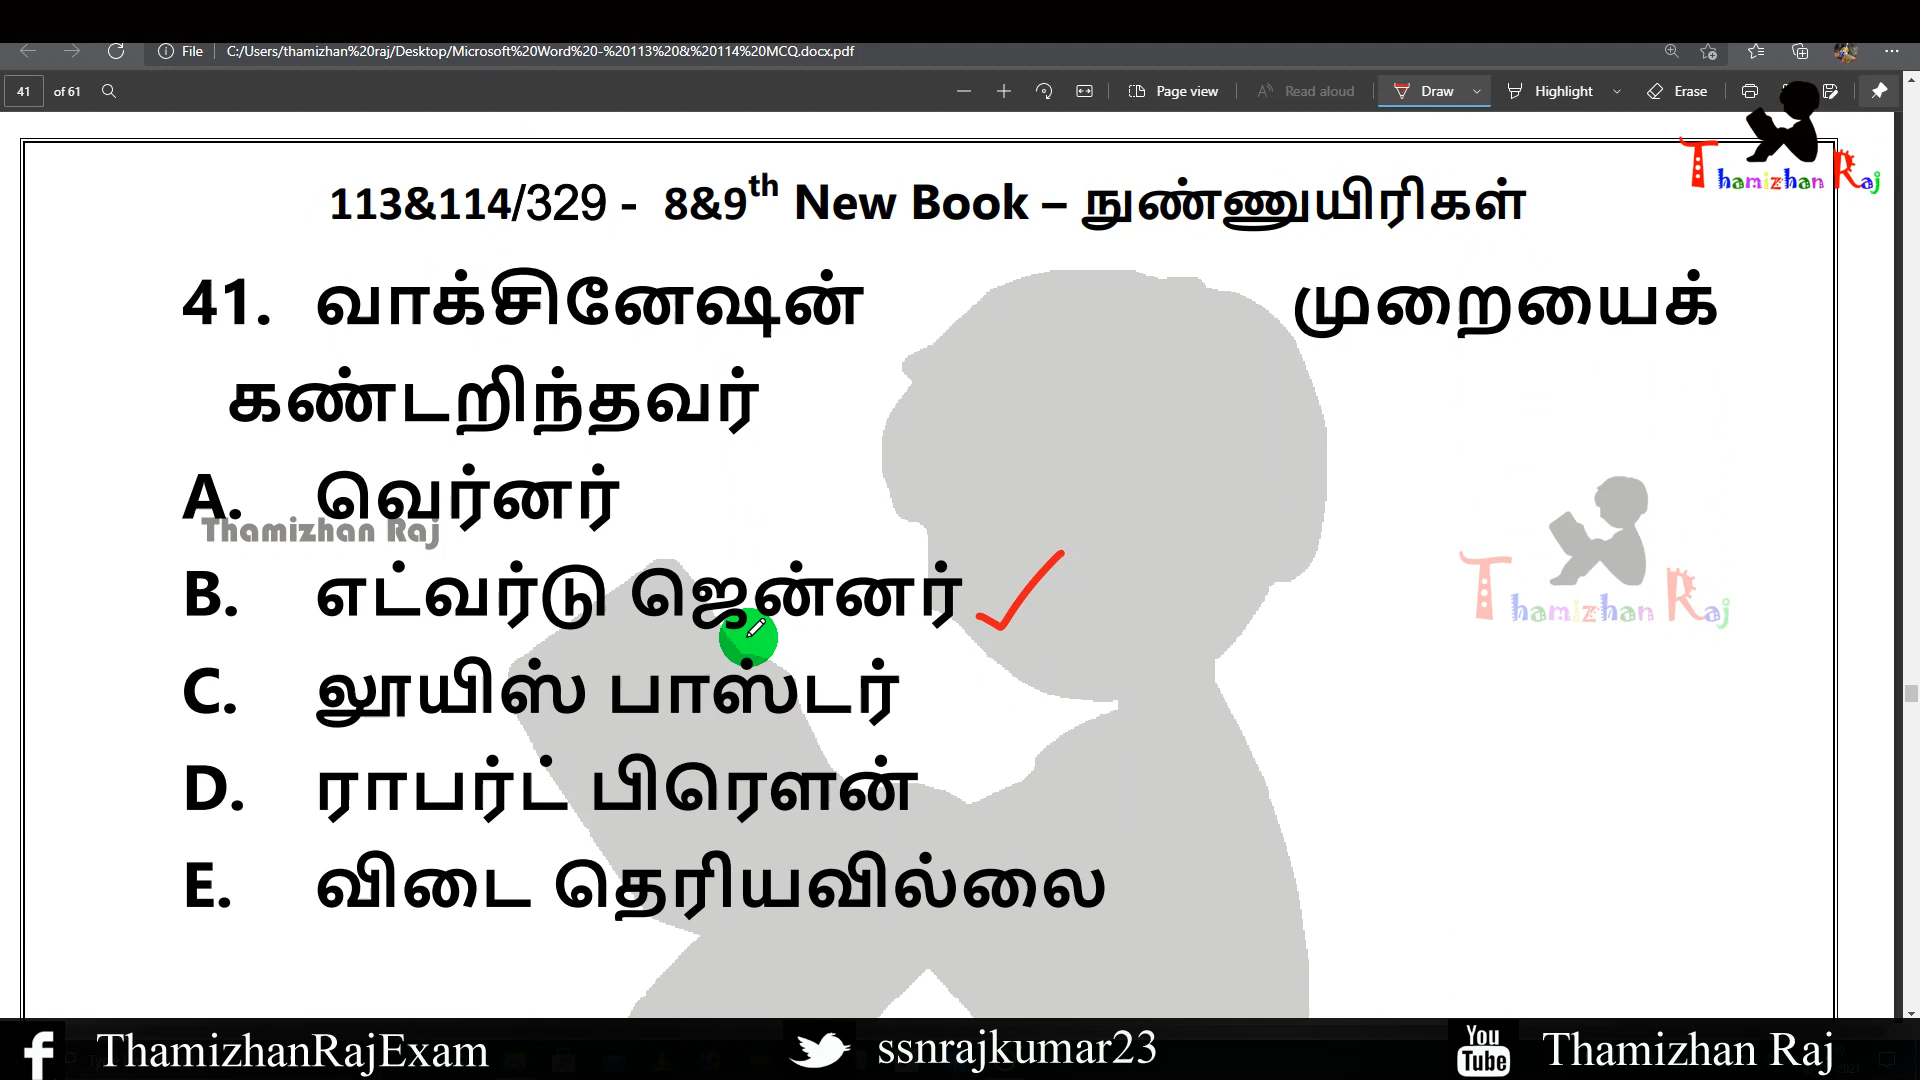 File C:/Users/thamizhan%20raj/Desktop/Microsoft%20Word%20-%20113%20&%20114%20MCQ.docx.pdf
41 of 61 Page view Read aloud Draw Highlight Erase
Thamizhan Raj
113&114/329 - 8&9th New Book – நுண்ணுயிரிகள்
41. வாக்சினேஷன் முறையைக்
கண்டறிந்தவர்
A. வெர்னர்
Thamizhan Raj
B. எட்வர்டு ஜென்னர்
Thamizhan Raj
C. லூயிஸ் பாஸ்டர்
D. ராபர்ட் பிரௌன்
E. விடை தெரியவில்லை
ThamizhanRajExam ssnrajkumar23 You Tube Thamizhan Raj